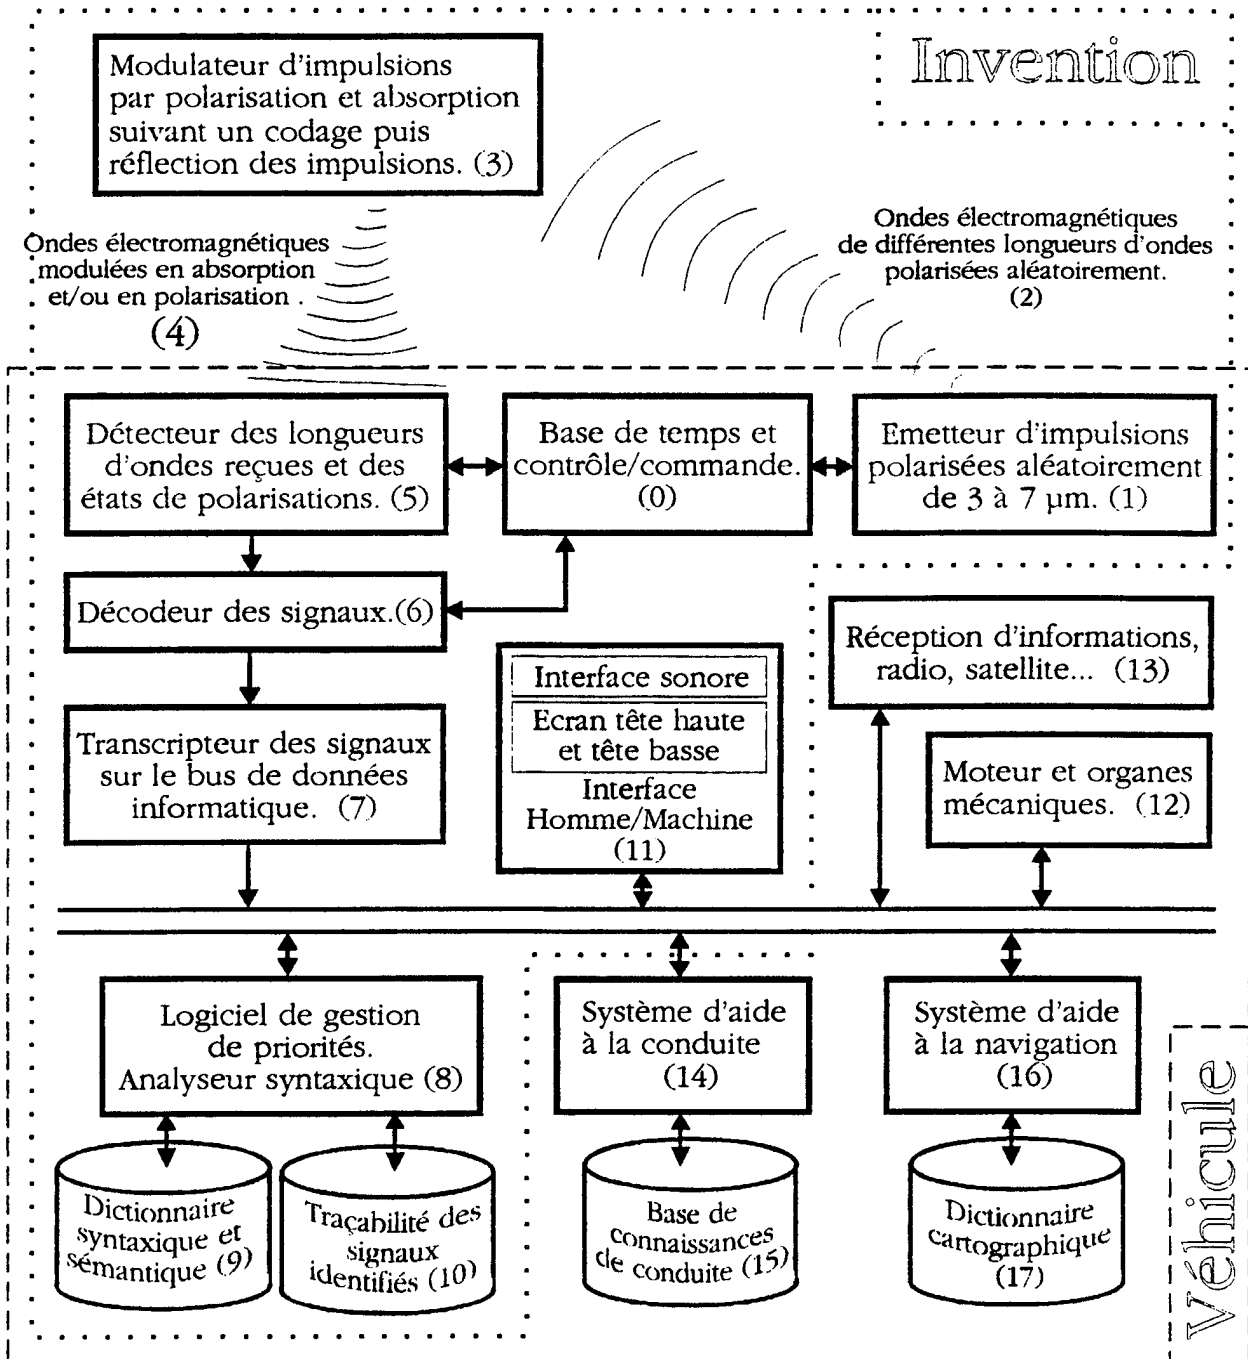 Invention
Modulateur d'impulsions
par polarisation et absorption
suivant un codage puis
réflection des impulsions. (3)
Ondes électromagnétiques
de différentes longueurs d'ondes
polarisées aléatoirement.
(2)
Ondes électromagnétiques
modulées en absorption
et/ou en polarisation .
(4)
Détecteur des longueurs
d'ondes reçues et des
états de polarisations. (5)
Base de temps et
contrôle/commande.
(0)
Emetteur d'impulsions
polarisées aléatoirement
de 3 à 7 µm. (1)
Décodeur des signaux.(6)
Réception d'informations,
radio, satellite... (13)
Interface sonore
Ecran tête haute
et tête basse
Interface
Homme/Machine
(11)
Transcripteur des signaux
sur le bus de données
informatique. (7)
Moteur et organes
mécaniques. (12)
Logiciel de gestion
de priorités.
Analyseur syntaxique (8)
Système d'aide
à la conduite
(14)
Système d'aide
à la navigation
(16)
Dictionnaire
syntaxique et
sémantique (9)
Traçabilité des
signaux
identifiés (10)
Base de
connaissances
de conduite (15)
Dictionnaire
cartographique
(17)
Véhicule